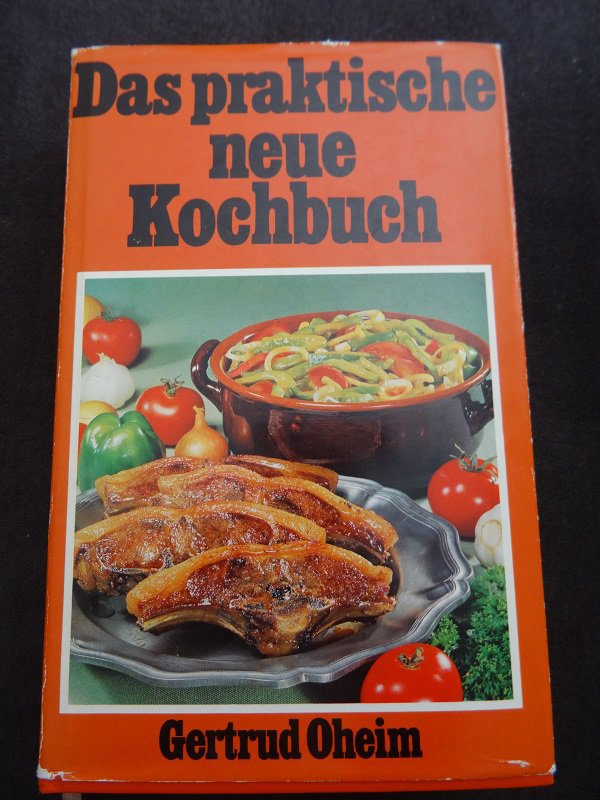 Das praktische
neue
Kochbuch
Gertrud Oheim